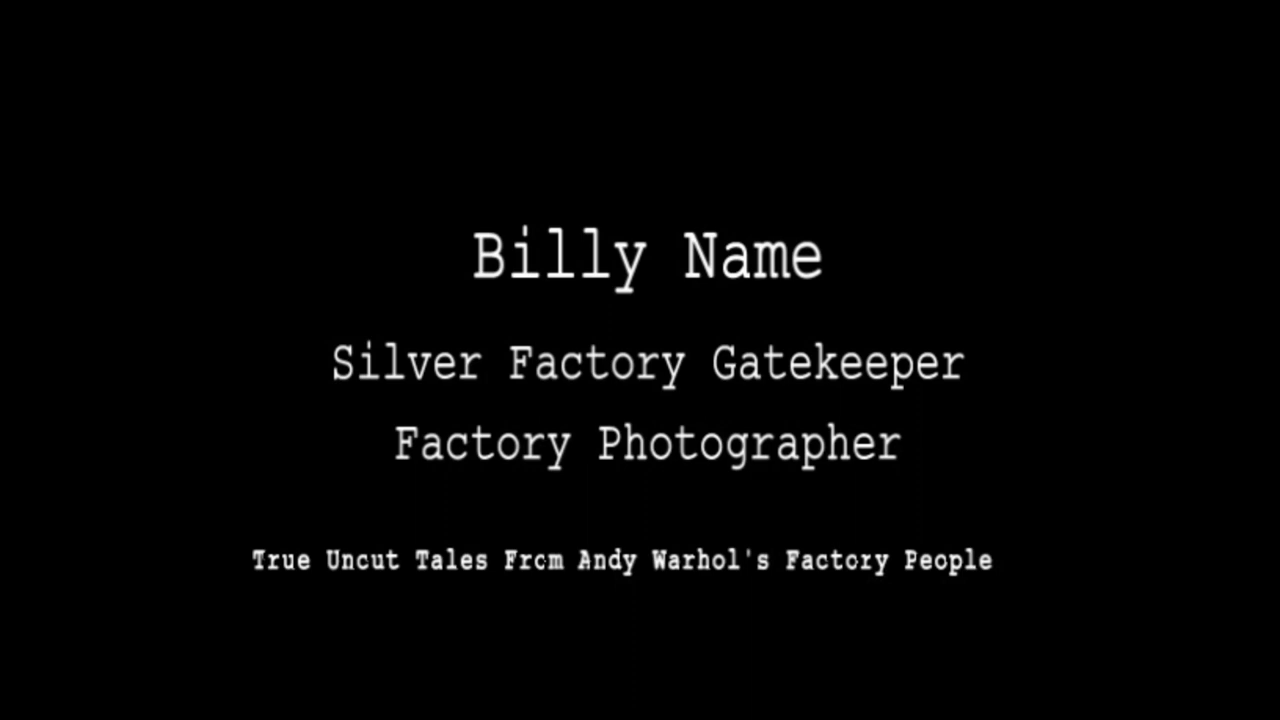 Billy Name
Silver Factory Gatekeeper
Factory Photographer
True Uncut Tales From Andy Warhol's Factory People